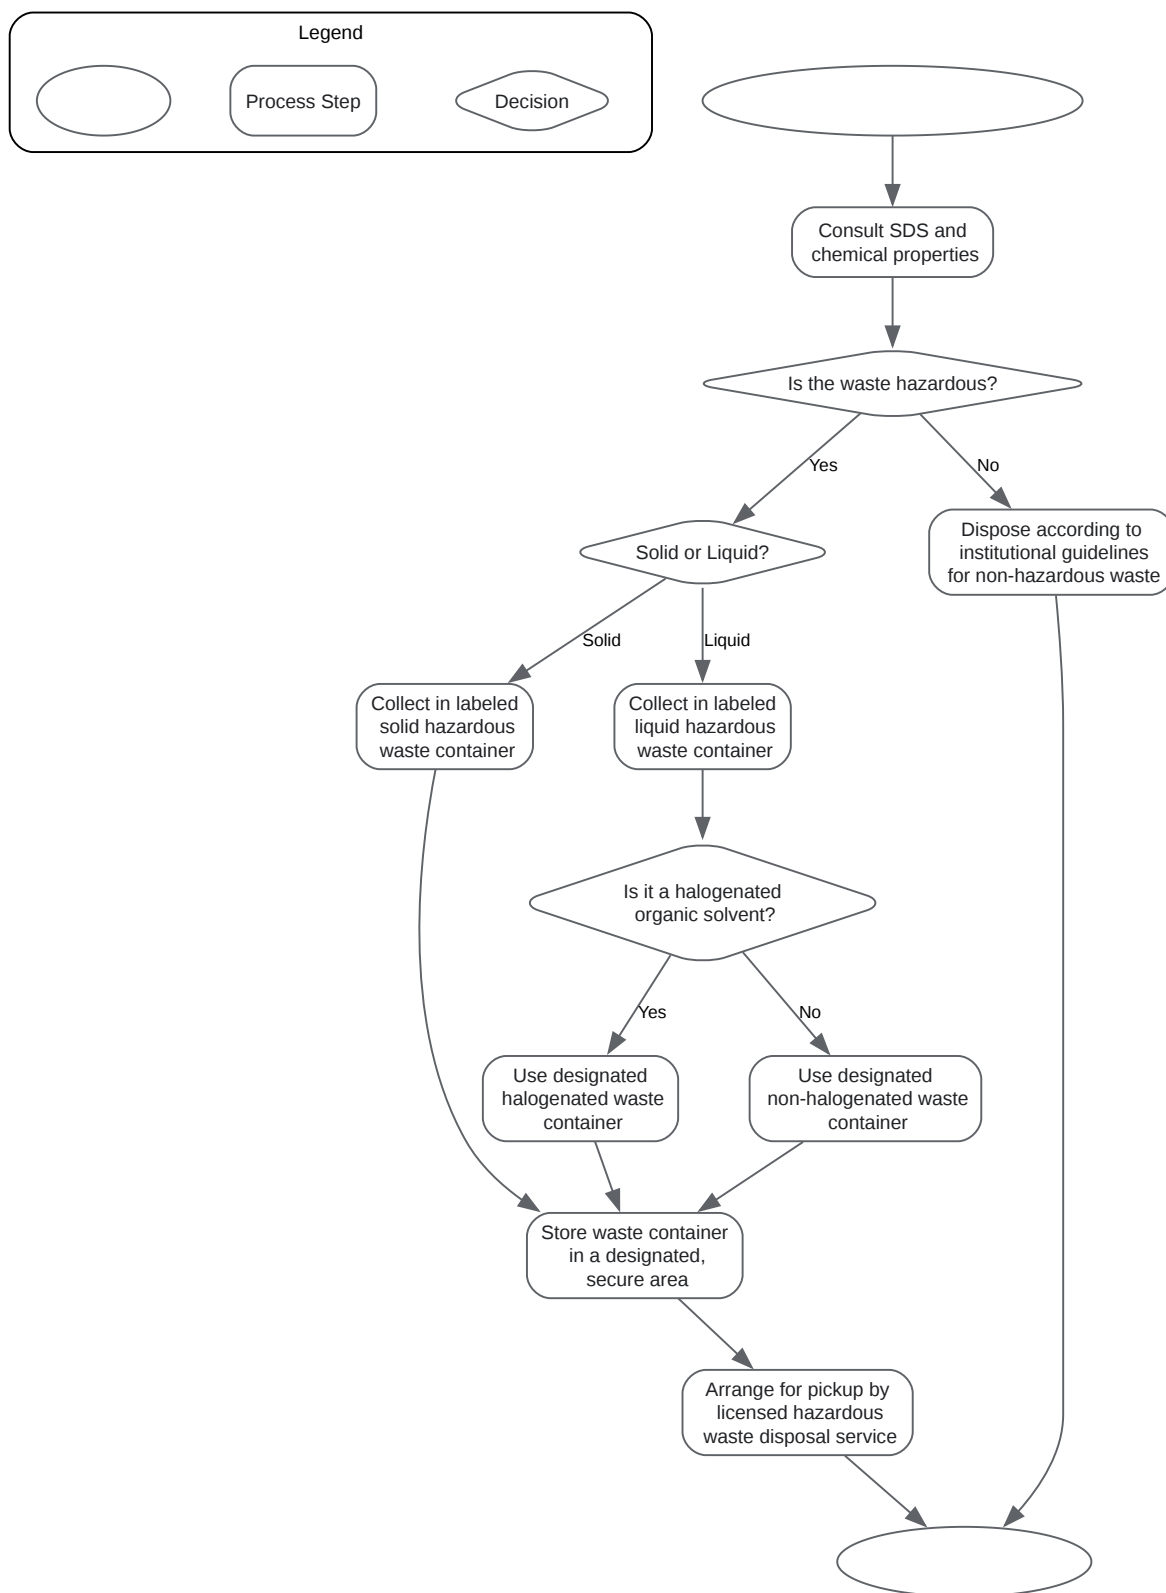 Legend
Process Step
Decision
Consult SDS and
chemical properties
Is the waste hazardous?
Yes
No
Solid or Liquid?
Dispose according to
institutional guidelines
for non-hazardous waste
Solid
Liquid
Collect in labeled
solid hazardous
waste container
Collect in labeled
liquid hazardous
waste container
Is it a halogenated
organic solvent?
Yes
No
Use designated
halogenated waste
container
Use designated
non-halogenated waste
container
Store waste container
in a designated,
secure area
Arrange for pickup by
licensed hazardous
waste disposal service